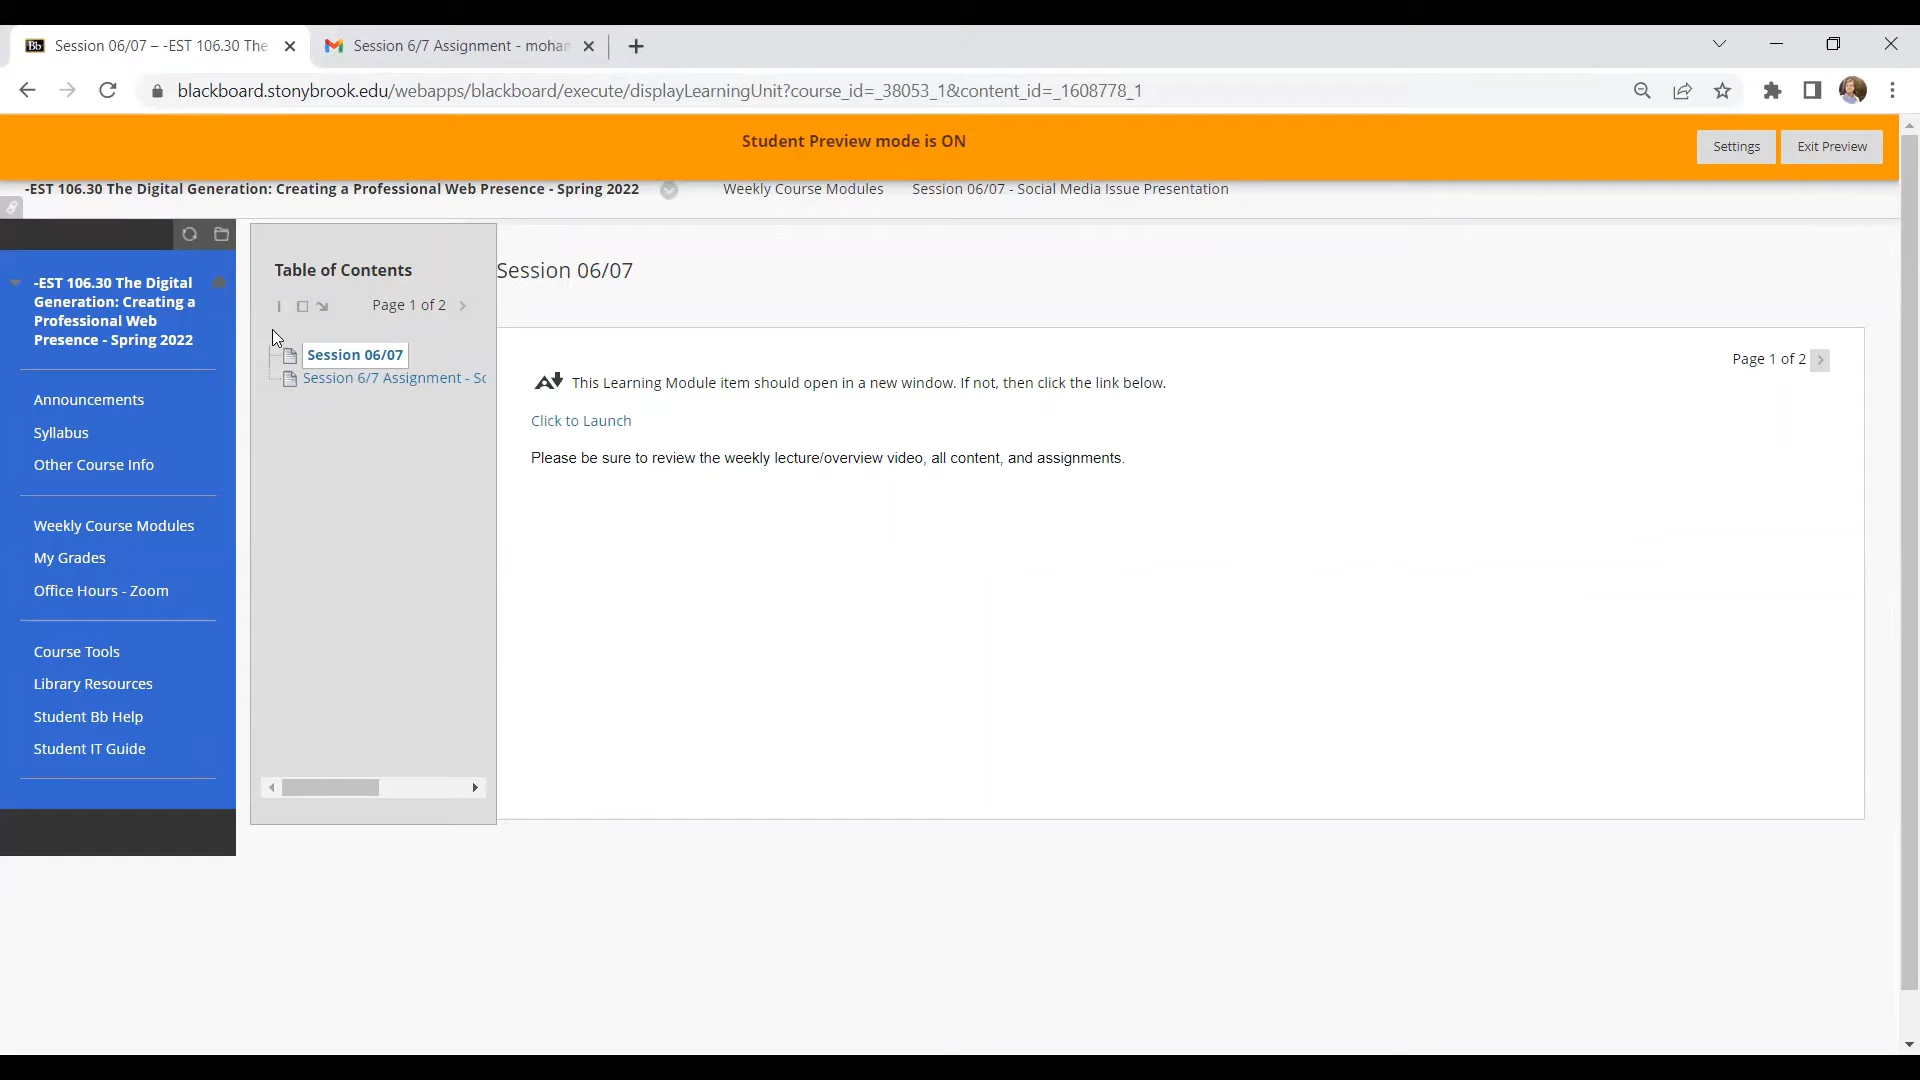 Session 06/07 – -EST 106.30 The
Session 6/7 Assignment - moha
blackboard.stonybrook.edu/webapps/blackboard/execute/displayLearningUnit?course_id=_38053_1&content_id=_1608778_1
Student Preview mode is ON
Settings
Exit Preview
-EST 106.30 The Digital Generation: Creating a Professional Web Presence - Spring 2022
Weekly Course Modules
Session 06/07 - Social Media Issue Presentation
-EST 106.30 The Digital
Generation: Creating a
Professional Web
Presence - Spring 2022
Announcements
Syllabus
Other Course Info
Weekly Course Modules
My Grades
Office Hours - Zoom
Course Tools
Library Resources
Student Bb Help
Student IT Guide
Table of Contents
Page 1 of 2
Session 06/07
Session 6/7 Assignment - Sc
Session 06/07
Page 1 of 2
This Learning Module item should open in a new window. If not, then click the link below.
Click to Launch
Please be sure to review the weekly lecture/overview video, all content, and assignments.